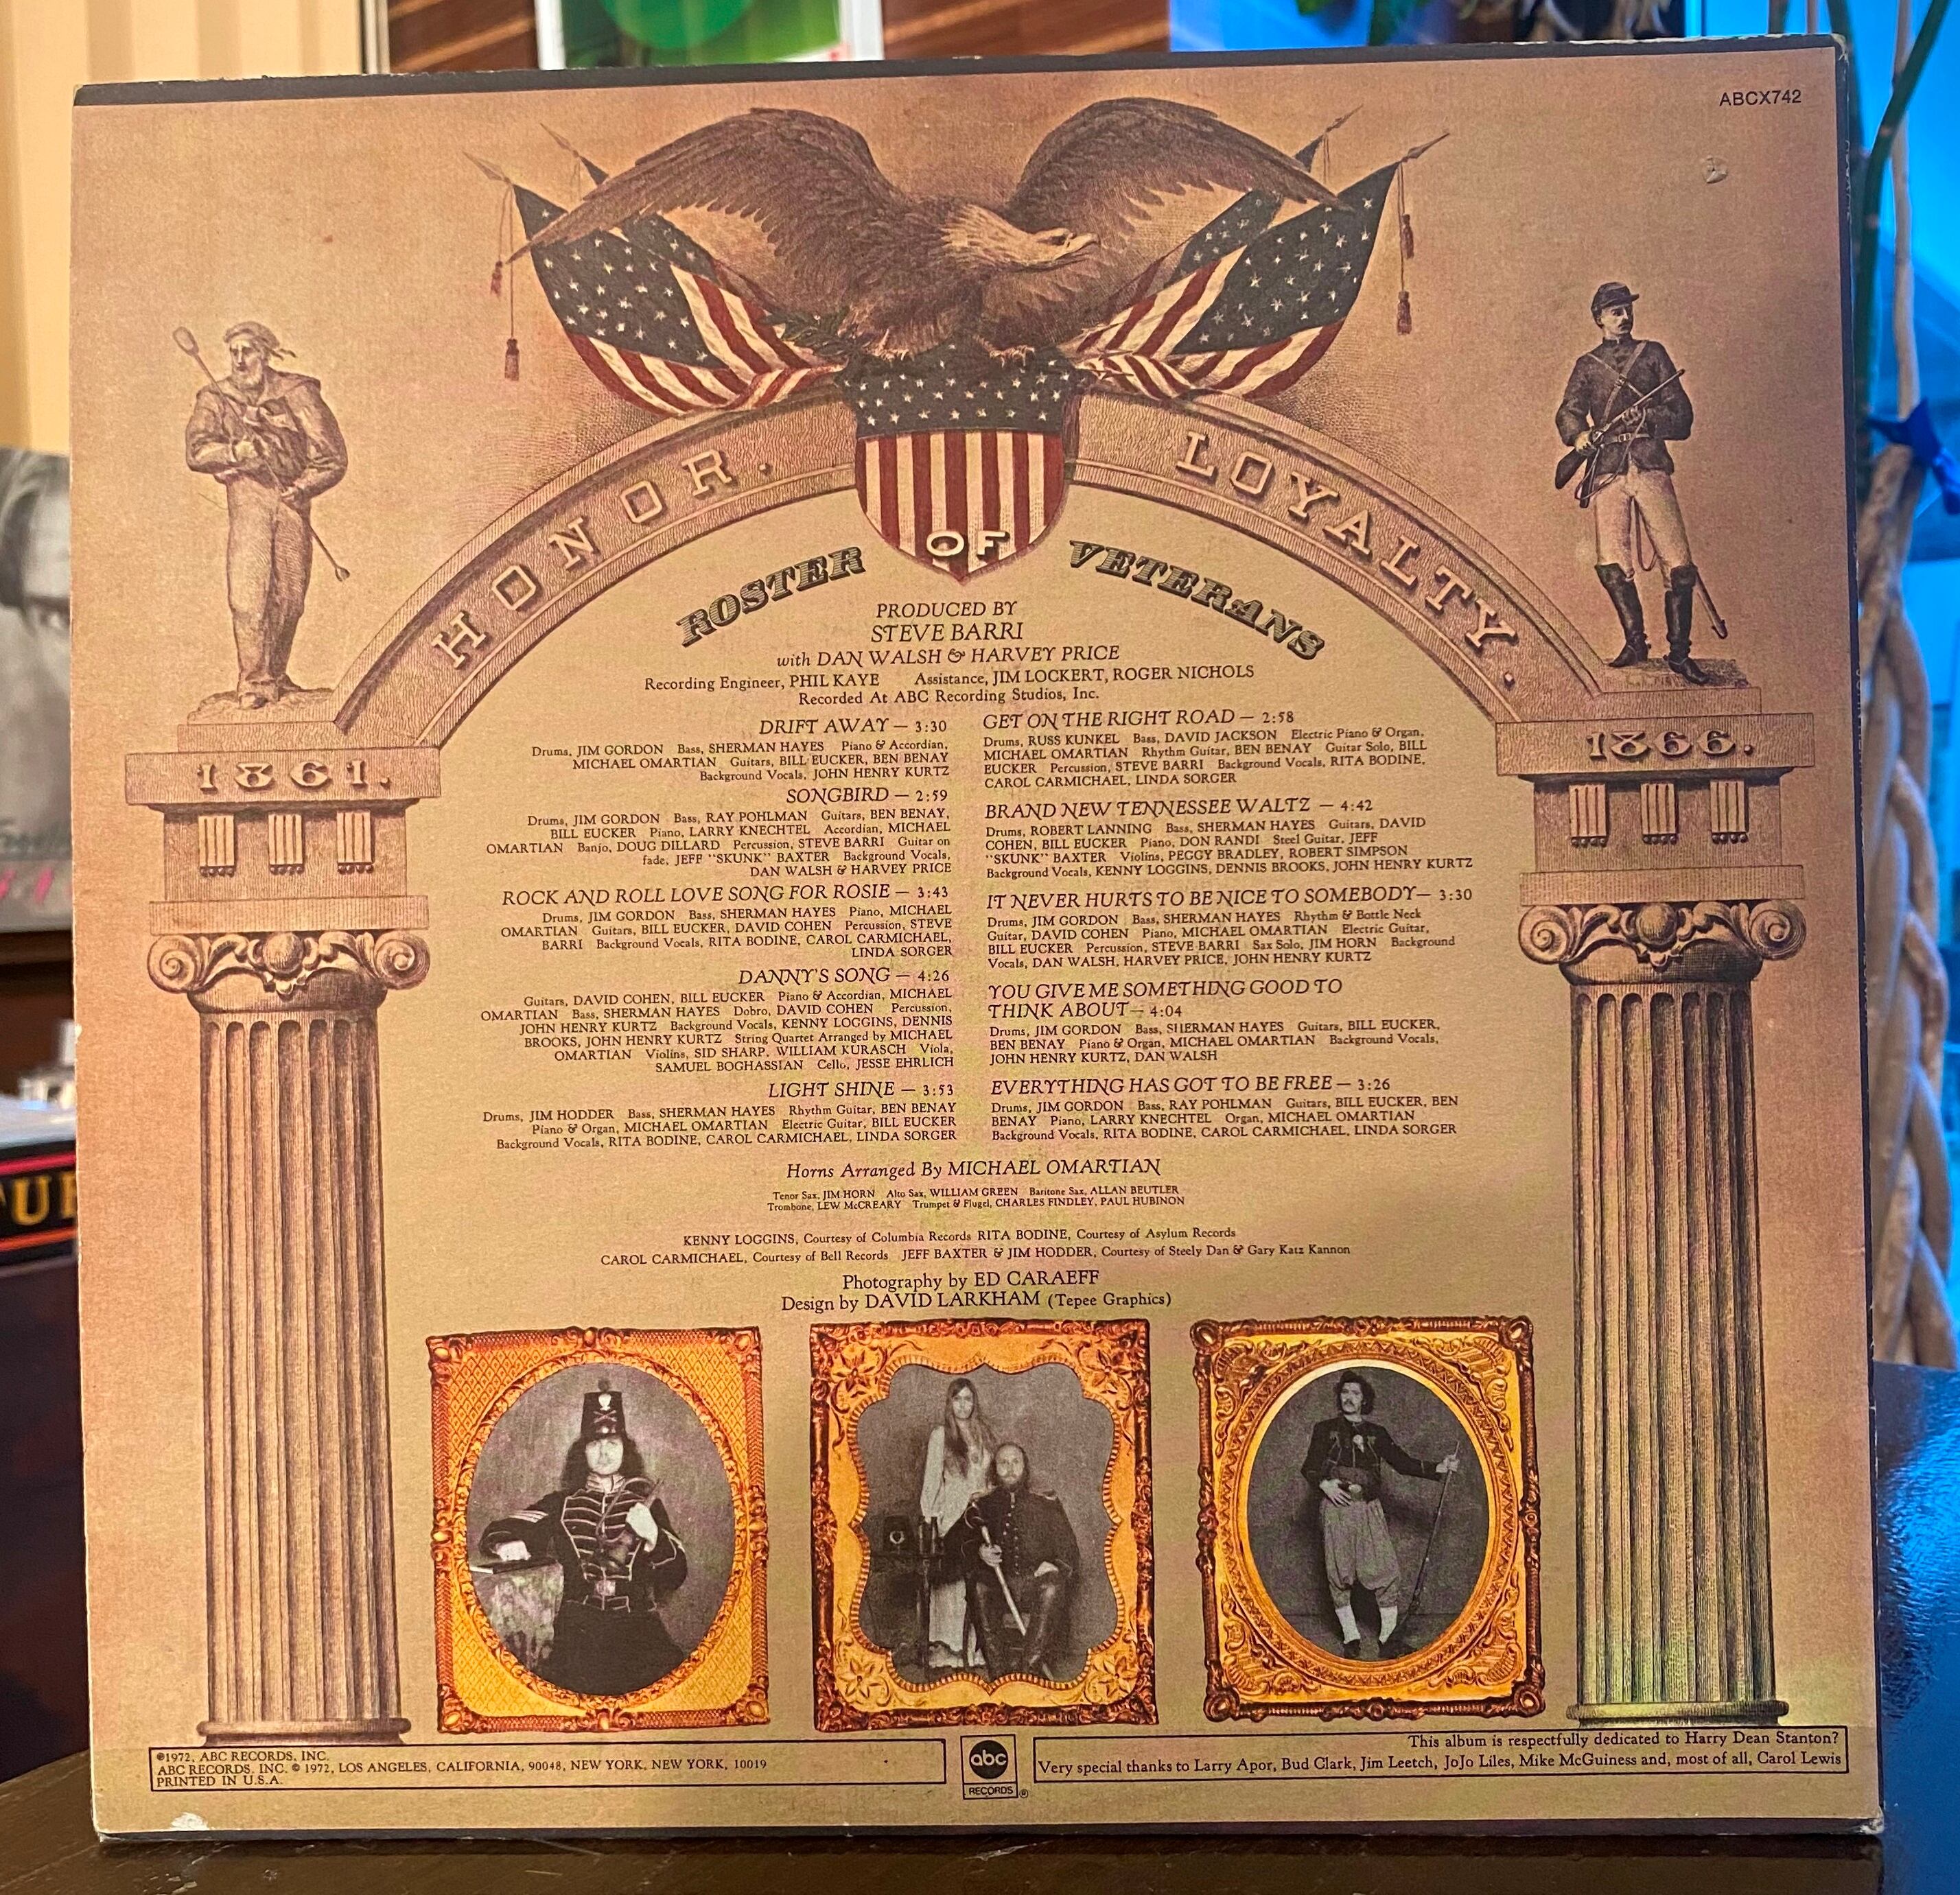 ABCX742
HONOR.
LOYALTY.
OF
ROSTER
VETERANS
1861.
1866.
PRODUCED BY
STEVE BARRI
with DAN WALSH & HARVEY PRICE
Recording Engineer, PHIL KAYE Assistance, JIM LOCKERT, ROGER NICHOLS
Recorded At ABC Recording Studios, Inc.
DRIFT AWAY — 3:30
Drums, JIM GORDON Bass, SHERMAN HAYES Piano & Accordian,
MICHAEL OMARTIAN Guitars, BILL EUCKER, BEN BENAY
Background Vocals, JOHN HENRY KURTZ
SONGBIRD — 2:59
Drums, JIM GORDON Bass, RAY POHLMAN Guitars, BEN BENAY,
BILL EUCKER Piano, LARRY KNECHTEL Accordian, MICHAEL
OMARTIAN Banjo, DOUG DILLARD Percussion, STEVE BARRI Guitar on
fade, JEFF "SKUNK" BAXTER Background Vocals,
DAN WALSH & HARVEY PRICE
ROCK AND ROLL LOVE SONG FOR ROSIE — 3:43
Drums, JIM GORDON Bass, SHERMAN HAYES Piano, MICHAEL
OMARTIAN Guitars, BILL EUCKER, DAVID COHEN Percussion, STEVE
BARRI Background Vocals, RITA BODINE, CAROL CARMICHAEL,
LINDA SORGER
DANNY'S SONG — 4:26
Guitars, DAVID COHEN, BILL EUCKER Piano & Accordian, MICHAEL
OMARTIAN Bass, SHERMAN HAYES Dobro, DAVID COHEN Percussion,
JOHN HENRY KURTZ Background Vocals, KENNY LOGGINS, DENNIS
BROOKS, JOHN HENRY KURTZ String Quartet Arranged by MICHAEL
OMARTIAN Violins, SID SHARP, WILLIAM KURASCH Viola,
SAMUEL BOGHASSIAN Cello, JESSE EHRLICH
LIGHT SHINE — 3:53
Drums, JIM HODDER Bass, SHERMAN HAYES Rhythm Guitar, BEN BENAY
Piano & Organ, MICHAEL OMARTIAN Electric Guitar, BILL EUCKER
Background Vocals, RITA BODINE, CAROL CARMICHAEL, LINDA SORGER
GET ON THE RIGHT ROAD — 2:58
Drums, RUSS KUNKEL Bass, DAVID JACKSON Electric Piano & Organ,
MICHAEL OMARTIAN Rhythm Guitar, BEN BENAY Guitar Solo, BILL
EUCKER Percussion, STEVE BARRI Background Vocals, RITA BODINE,
CAROL CARMICHAEL, LINDA SORGER
BRAND NEW TENNESSEE WALTZ — 4:42
Drums, ROBERT LANNING Bass, SHERMAN HAYES Guitars, DAVID
COHEN, BILL EUCKER Piano, DON RANDI Steel Guitar, JEFF
"SKUNK" BAXTER Violins, PEGGY BRADLEY, ROBERT SIMPSON
Background Vocals, KENNY LOGGINS, DENNIS BROOKS, JOHN HENRY KURTZ
IT NEVER HURTS TO BE NICE TO SOMEBODY — 3:30
Drums, JIM GORDON Bass, SHERMAN HAYES Rhythm & Bottle Neck
Guitar, DAVID COHEN Piano, MICHAEL OMARTIAN Electric Guitar,
BILL EUCKER Percussion, STEVE BARRI Sax Solo, JIM HORN Background
Vocals, DAN WALSH, HARVEY PRICE, JOHN HENRY KURTZ
YOU GIVE ME SOMETHING GOOD TO
THINK ABOUT — 4:04
Drums, JIM GORDON Bass, SHERMAN HAYES Guitars, BILL EUCKER,
BEN BENAY Piano & Organ, MICHAEL OMARTIAN Background Vocals,
JOHN HENRY KURTZ, DAN WALSH
EVERYTHING HAS GOT TO BE FREE — 3:26
Drums, JIM GORDON Bass, RAY POHLMAN Guitars, BILL EUCKER, BEN
BENAY Piano, LARRY KNECHTEL Organ, MICHAEL OMARTIAN
Background Vocals, RITA BODINE, CAROL CARMICHAEL, LINDA SORGER
Horns Arranged By MICHAEL OMARTIAN
Tenor Sax, JIM HORN Alto Sax, WILLIAM GREEN Baritone Sax, ALLAN BEUTLER
Trombone, LEW McCREARY Trumpet & Flugel, CHARLES FINDLEY, PAUL HUBINON
KENNY LOGGINS, Courtesy of Columbia Records RITA BODINE, Courtesy of Asylum Records
CAROL CARMICHAEL, Courtesy of Bell Records JEFF BAXTER & JIM HODDER, Courtesy of Steely Dan & Gary Katz Kannon
Photography by ED CARAEFF
Design by DAVID LARKHAM (Tepee Graphics)
℗1972, ABC RECORDS, INC.
ABC RECORDS, INC. © 1972, LOS ANGELES, CALIFORNIA, 90048, NEW YORK, NEW YORK, 10019
PRINTED IN U.S.A.
abc
RECORDS ®
This album is respectfully dedicated to Harry Dean Stanton?
Very special thanks to Larry Apor, Bud Clark, Jim Leetch, JoJo Liles, Mike McGuiness and, most of all, Carol Lewis